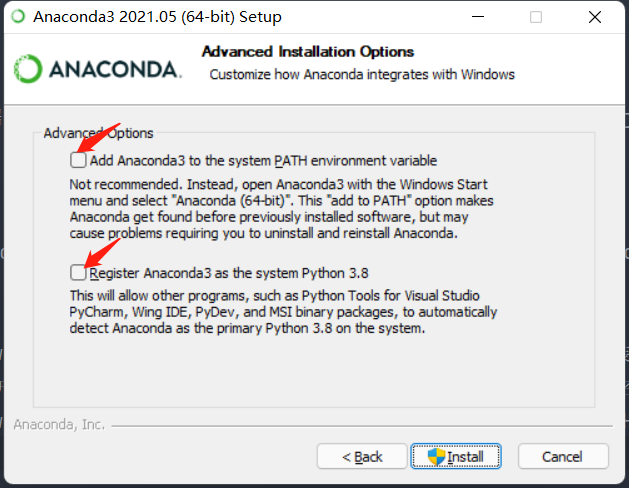 Anaconda3 2021.05 (64-bit) Setup
Advanced Installation Options
Customize how Anaconda integrates with Windows
ANACONDA.
Advanced Options
Add Anaconda3 to the system PATH environment variable
Not recommended. Instead, open Anaconda3 with the Windows Start
menu and select "Anaconda (64-bit)". This "add to PATH" option makes
Anaconda get found before previously installed software, but may
cause problems requiring you to uninstall and reinstall Anaconda.
Register Anaconda3 as the system Python 3.8
This will allow other programs, such as Python Tools for Visual Studio
PyCharm, Wing IDE, PyDev, and MSI binary packages, to automatically
detect Anaconda as the primary Python 3.8 on the system.
Anaconda, Inc.
< Back
Install
Cancel